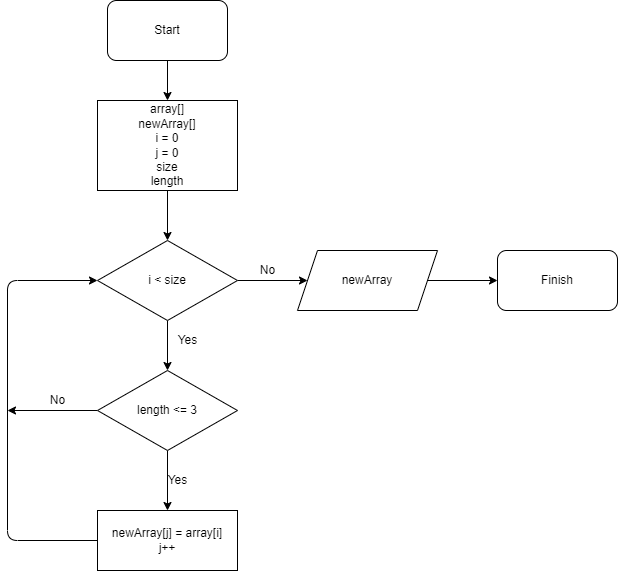 Start
array[]
newArray[]
i = 0
j = 0
size
length
i < size
No
newArray
Finish
Yes
No
length <= 3
Yes
newArray[j] = array[i]
j++